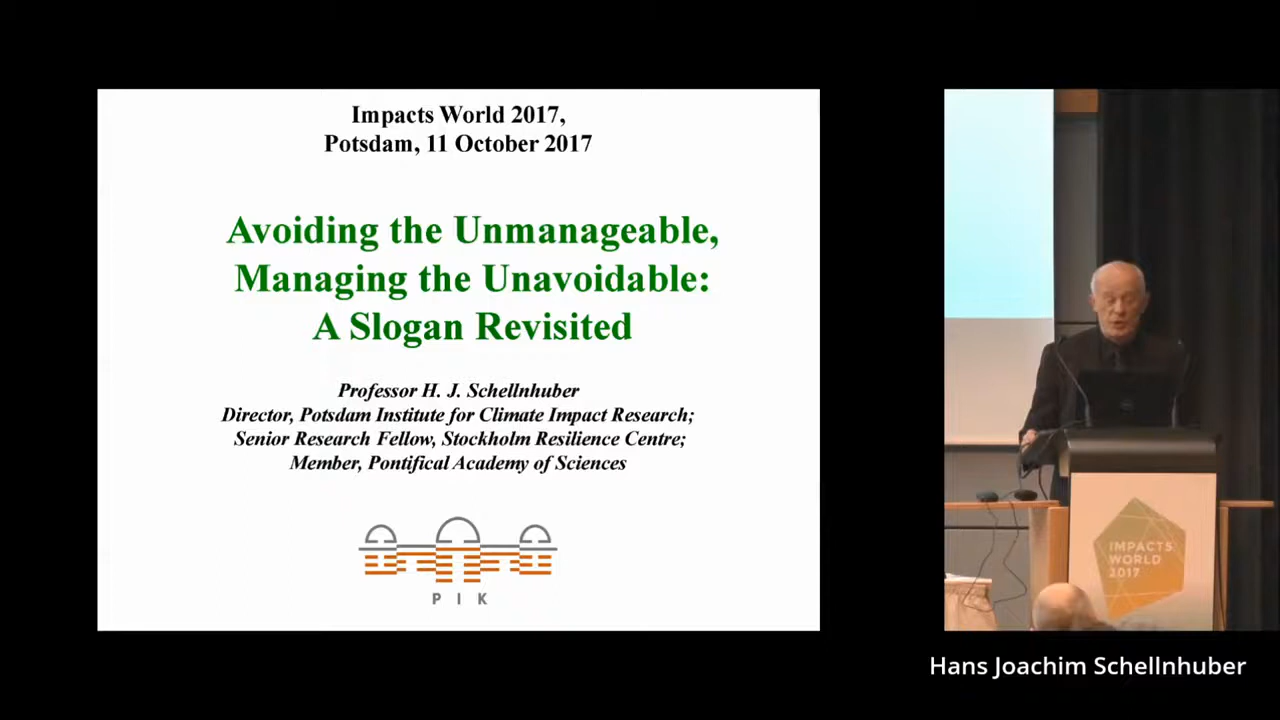 Impacts World 2017,
Potsdam, 11 October 2017
Avoiding the Unmanageable,
Managing the Unavoidable:
A Slogan Revisited
Professor H. J. Schellnhuber
Director, Potsdam Institute for Climate Impact Research;
Senior Research Fellow, Stockholm Resilience Centre;
Member, Pontifical Academy of Sciences
P I K
IMPACTS
WORLD
2017
Hans Joachim Schellnhuber